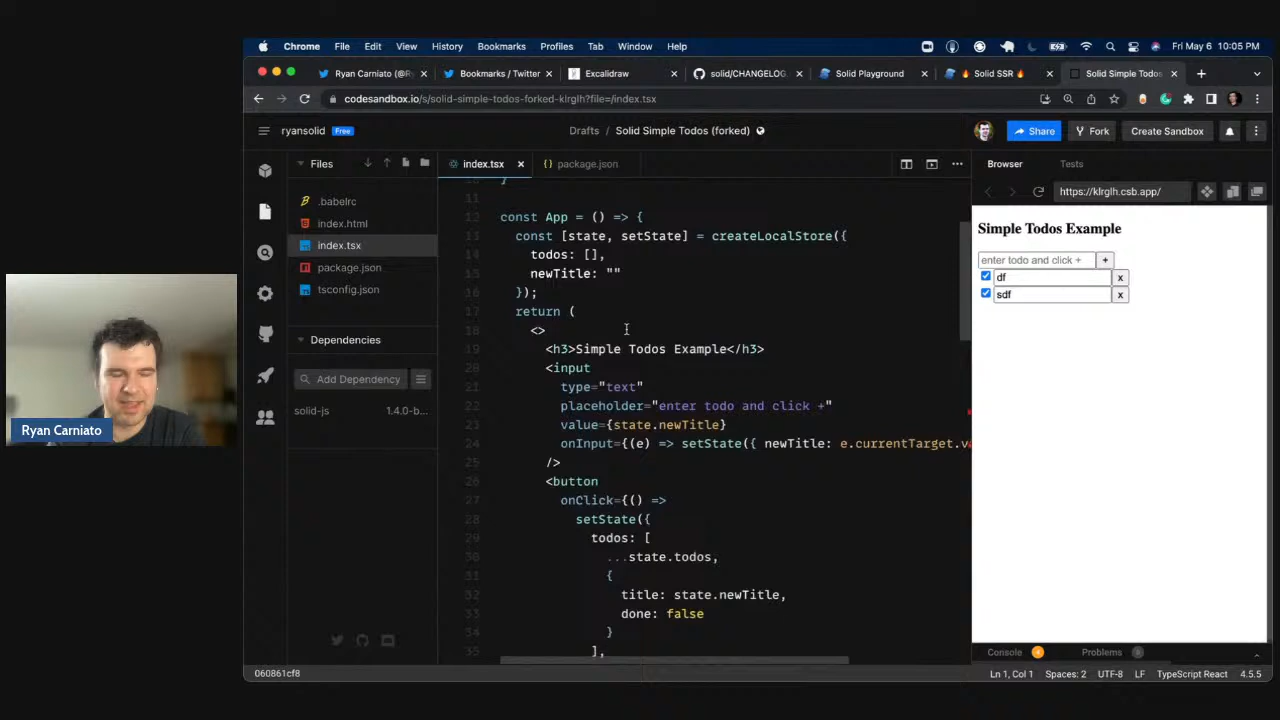 Chrome File Edit View History Bookmarks Profiles Tab Window Help Fri May 6 10:05 PM
Ryan Carniato (@R Bookmarks / Twitter Excalidraw solid/CHANGELOG Solid Playground Solid SSR Solid Simple Todos
codesandbox.io/s/solid-simple-todos-forked-klrglh?file=/index.tsx
ryansolid Free Drafts / Solid Simple Todos (forked) Share Fork Create Sandbox
Files
.babelrc
index.html
index.tsx
package.json
tsconfig.json
Dependencies
Add Dependency
solid-js 1.4.0-b...
index.tsx package.json
11
12 const App = () => {
13 const [state, setState] = createLocalStore({
14 todos: [],
15 newTitle: ""
16 });
17 return (
18 <>
19 <h3>Simple Todos Example</h3>
20 <input
21 type="text"
22 placeholder="enter todo and click +"
23 value={state.newTitle}
24 onInput={(e) => setState({ newTitle: e.currentTarget.v
25 />
26 <button
27 onClick={() =>
28 setState({
29 todos: [
30 ...state.todos,
31 {
32 title: state.newTitle,
33 done: false
34 }
35 ],
Browser Tests
https://klrglh.csb.app/
Simple Todos Example
enter todo and click + +
df x
sdf x
Console 4 Problems
060861cf8 Ln 1, Col 1 Spaces: 2 UTF-8 LF TypeScript React 4.5.5
Ryan Carniato